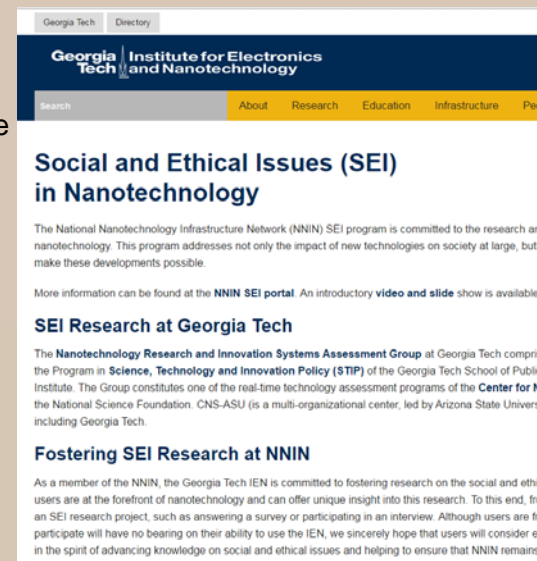 Georgia Tech Directory
Georgia Tech Institute for Electronics and Nanotechnology
Search About Research Education Infrastructure
Social and Ethical Issues (SEI)
in Nanotechnology
The National Nanotechnology Infrastructure Network (NNIN) SEI program is committed to the research
nanotechnology. This program addresses not only the impact of new technologies on society at large, but
make these developments possible.
More information can be found at the NNIN SEI portal. An introductory video and slide show is available
SEI Research at Georgia Tech
The Nanotechnology Research and Innovation Systems Assessment Group at Georgia Tech
the Program in Science, Technology and Innovation Policy (STIP) of the Georgia Tech School of
Institute. The Group constitutes one of the real-time technology assessment programs of the Center for
the National Science Foundation. CNS-ASU (is a multi-organizational center, led by Arizona State
including Georgia Tech.
Fostering SEI Research at NNIN
As a member of the NNIN, the Georgia Tech IEN is committed to fostering research on the social and
users are at the forefront of nanotechnology and can offer unique insight into this research. To this end,
an SEI research project, such as answering a survey or participating in an interview. Although users are
participate will have no bearing on their ability to use the IEN, we sincerely hope that users will consider
in the spirit of advancing knowledge on social and ethical issues and helping to ensure that NNIN remains